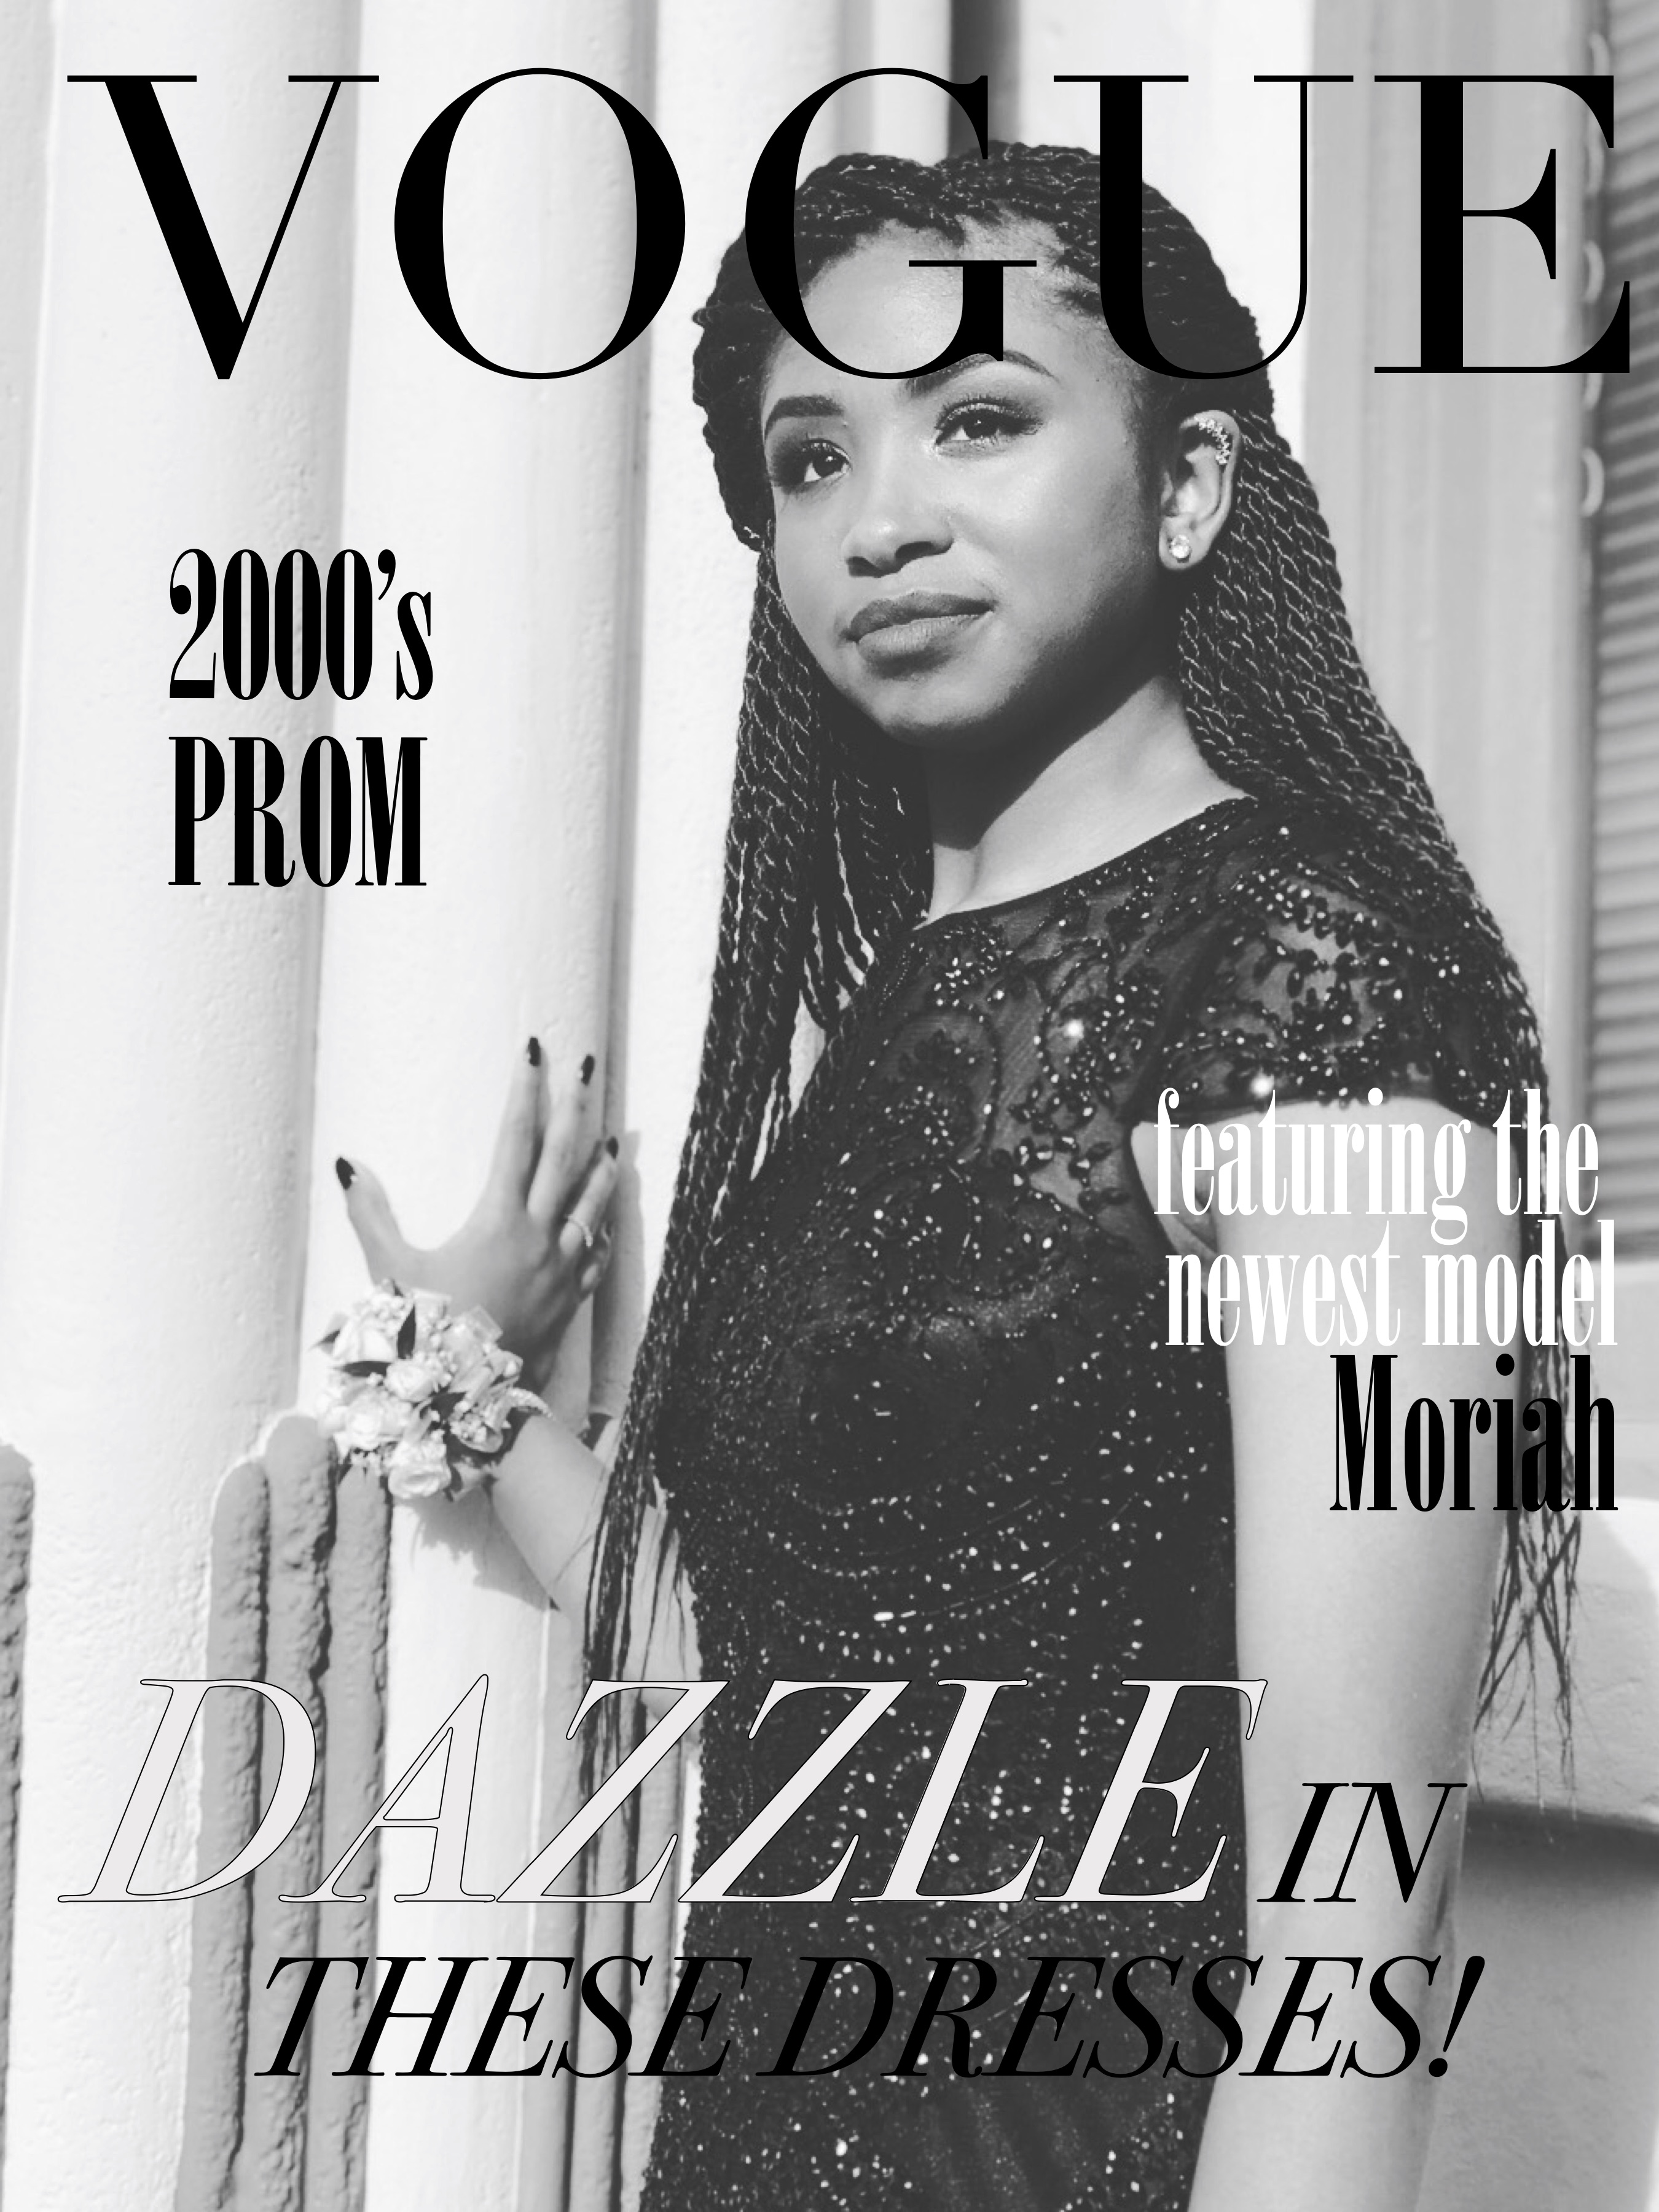 VOGUE
2000's
PROM
featuring the
newest model
Moriah
DAZZLE IN
THESE DRESSES!